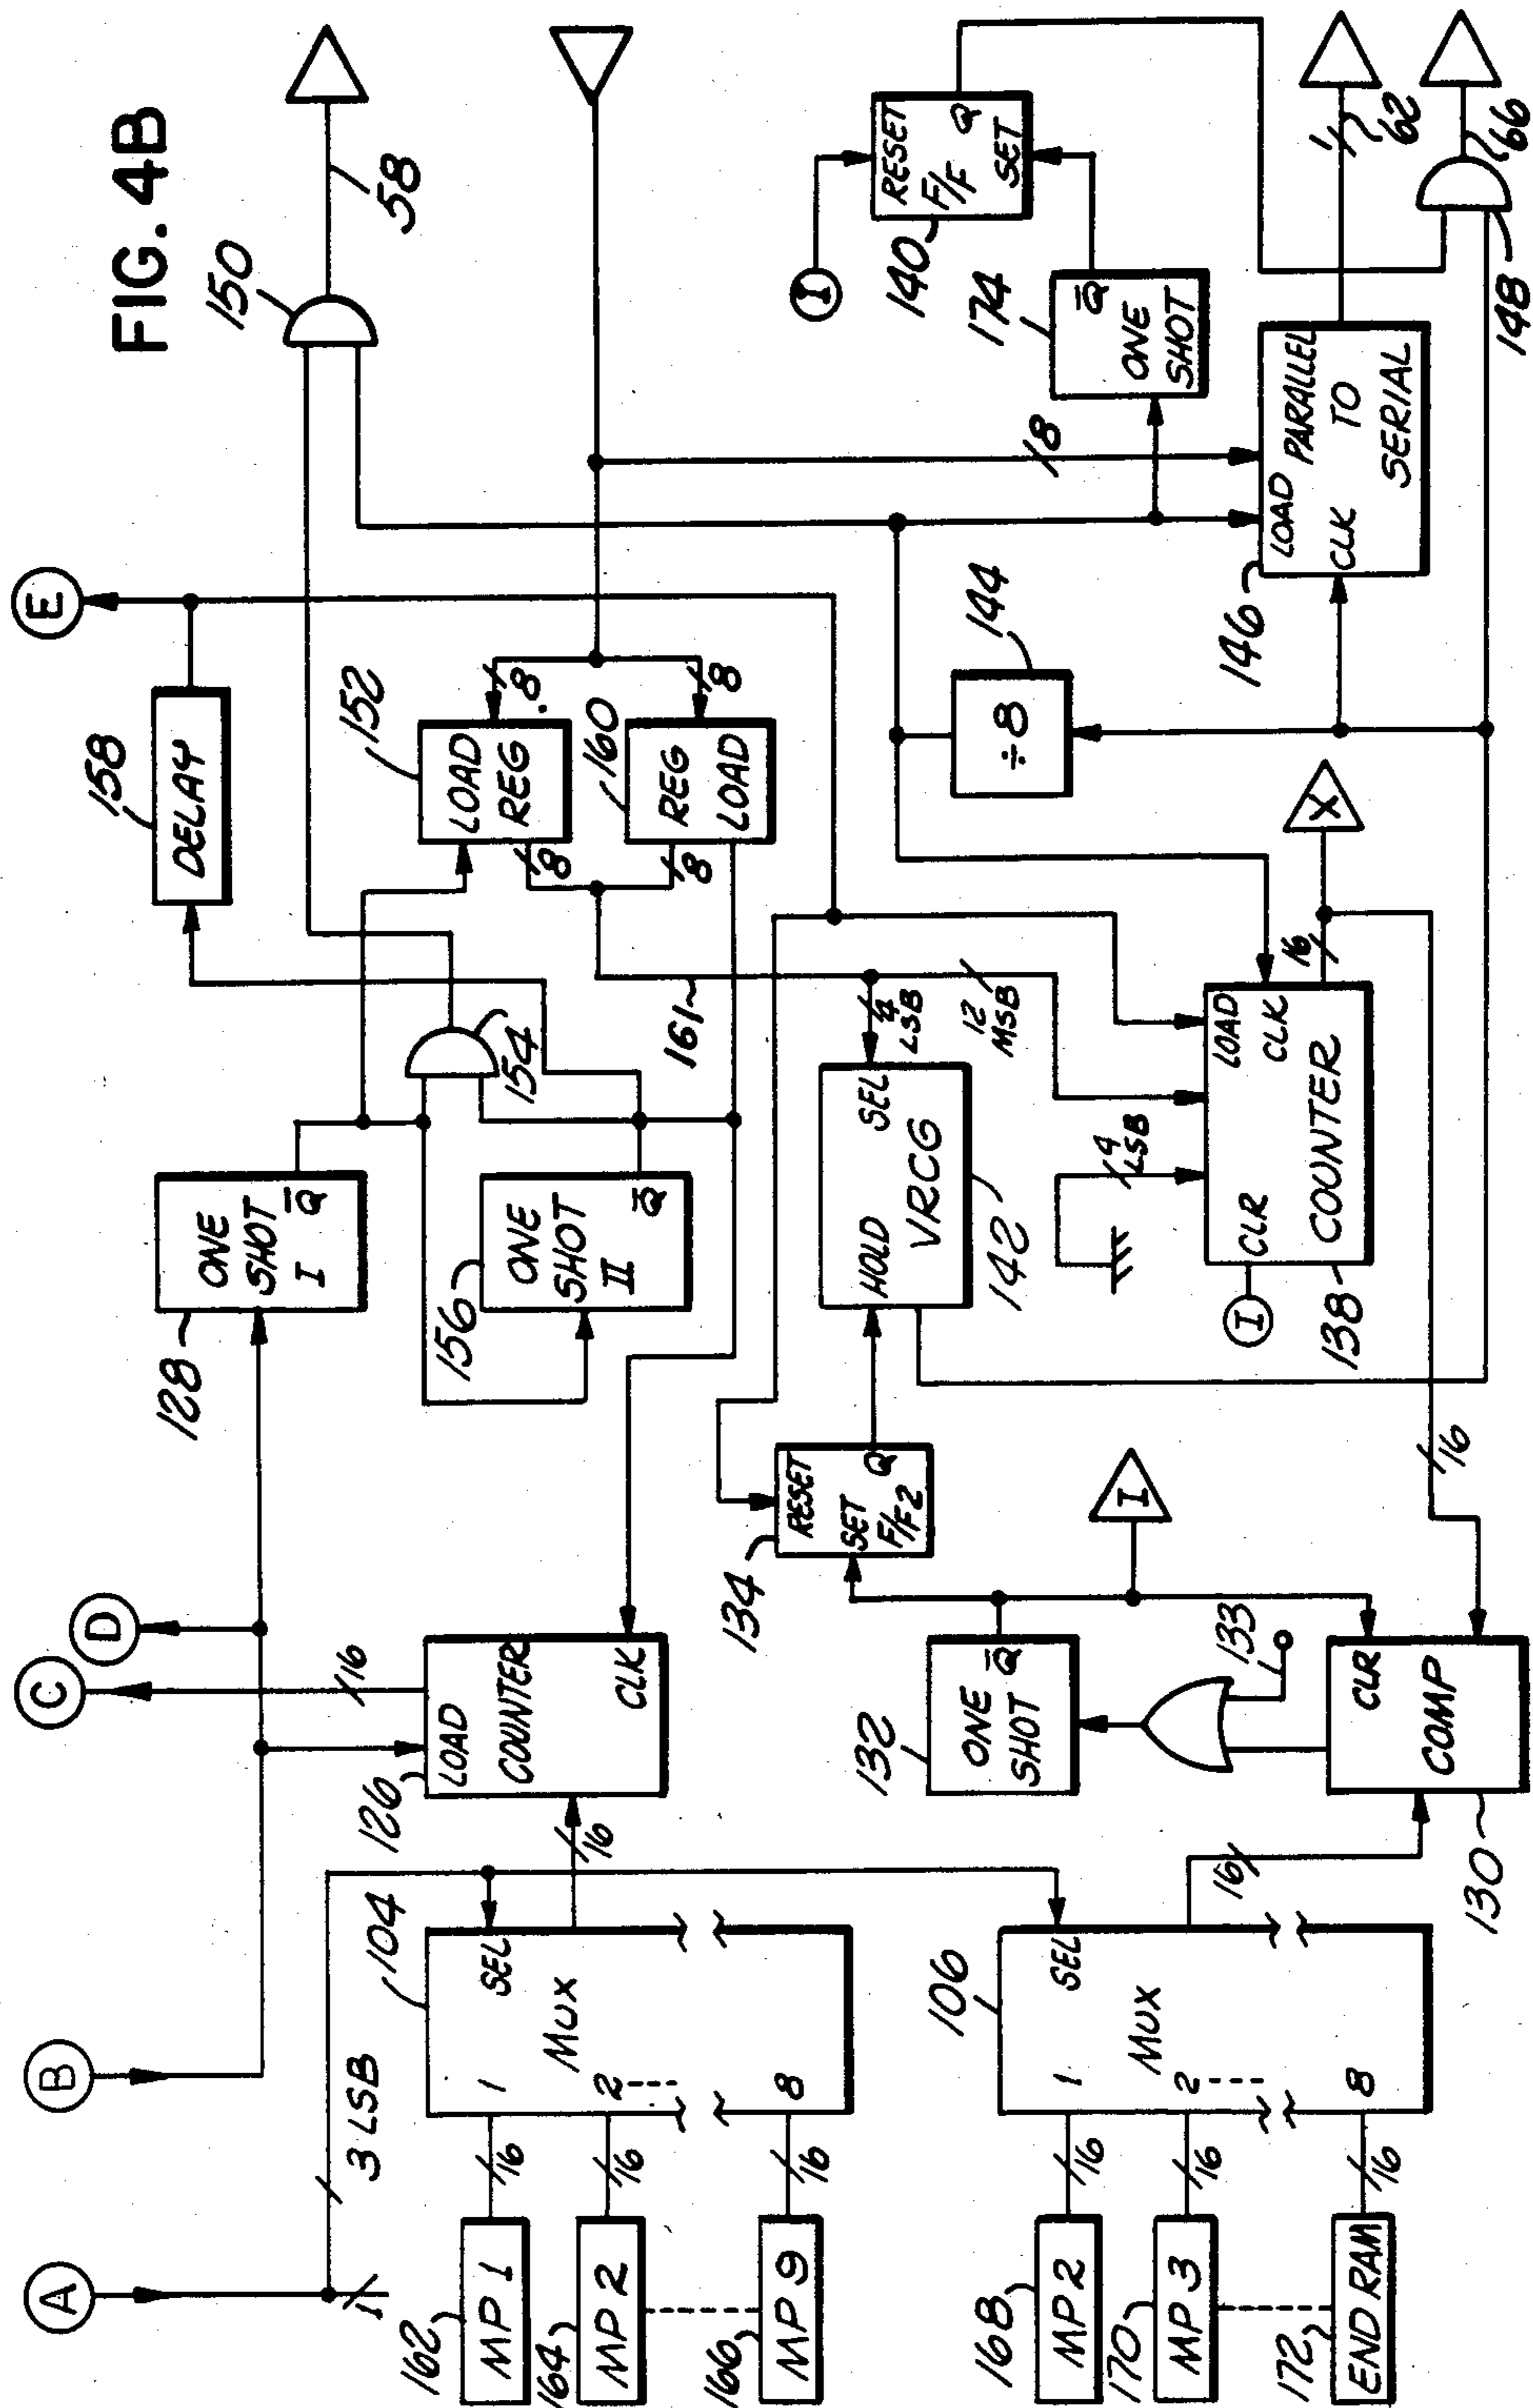 FIG. 4B
A
B
C
D
E
1
3 LSB
162
MP 1
16
164
MP 2
16
166
MP 9
16
104
SEL
1
MUX
2
8
16
126
LOAD
COUNTER
CLK
16
128
ONE
SHOT
I
Q̅
156
ONE
SHOT
II
Q̅
154
158
DELAY
152
LOAD
REG
8
8
160
REG
LOAD
8
8
161
150
58
168
MP 2
16
170
MP 3
16
172
END RAM
16
106
SEL
1
MUX
2
8
16
130
CLR
COMP
16
133
132
ONE
SHOT
Q̅
I
134
RESET
SET
Q
F/F2
142
HOLD
SEL
VRCG
4
LSB
12
MSB
4
LSB
I
138
CLR
LOAD
CLK
COUNTER
16
X
144
÷8
146
LOAD
PARALLEL
CLK
TO
SERIAL
8
174
Q̅
ONE
SHOT
I
140
RESET
F/F
Q
SET
1
62
66
148